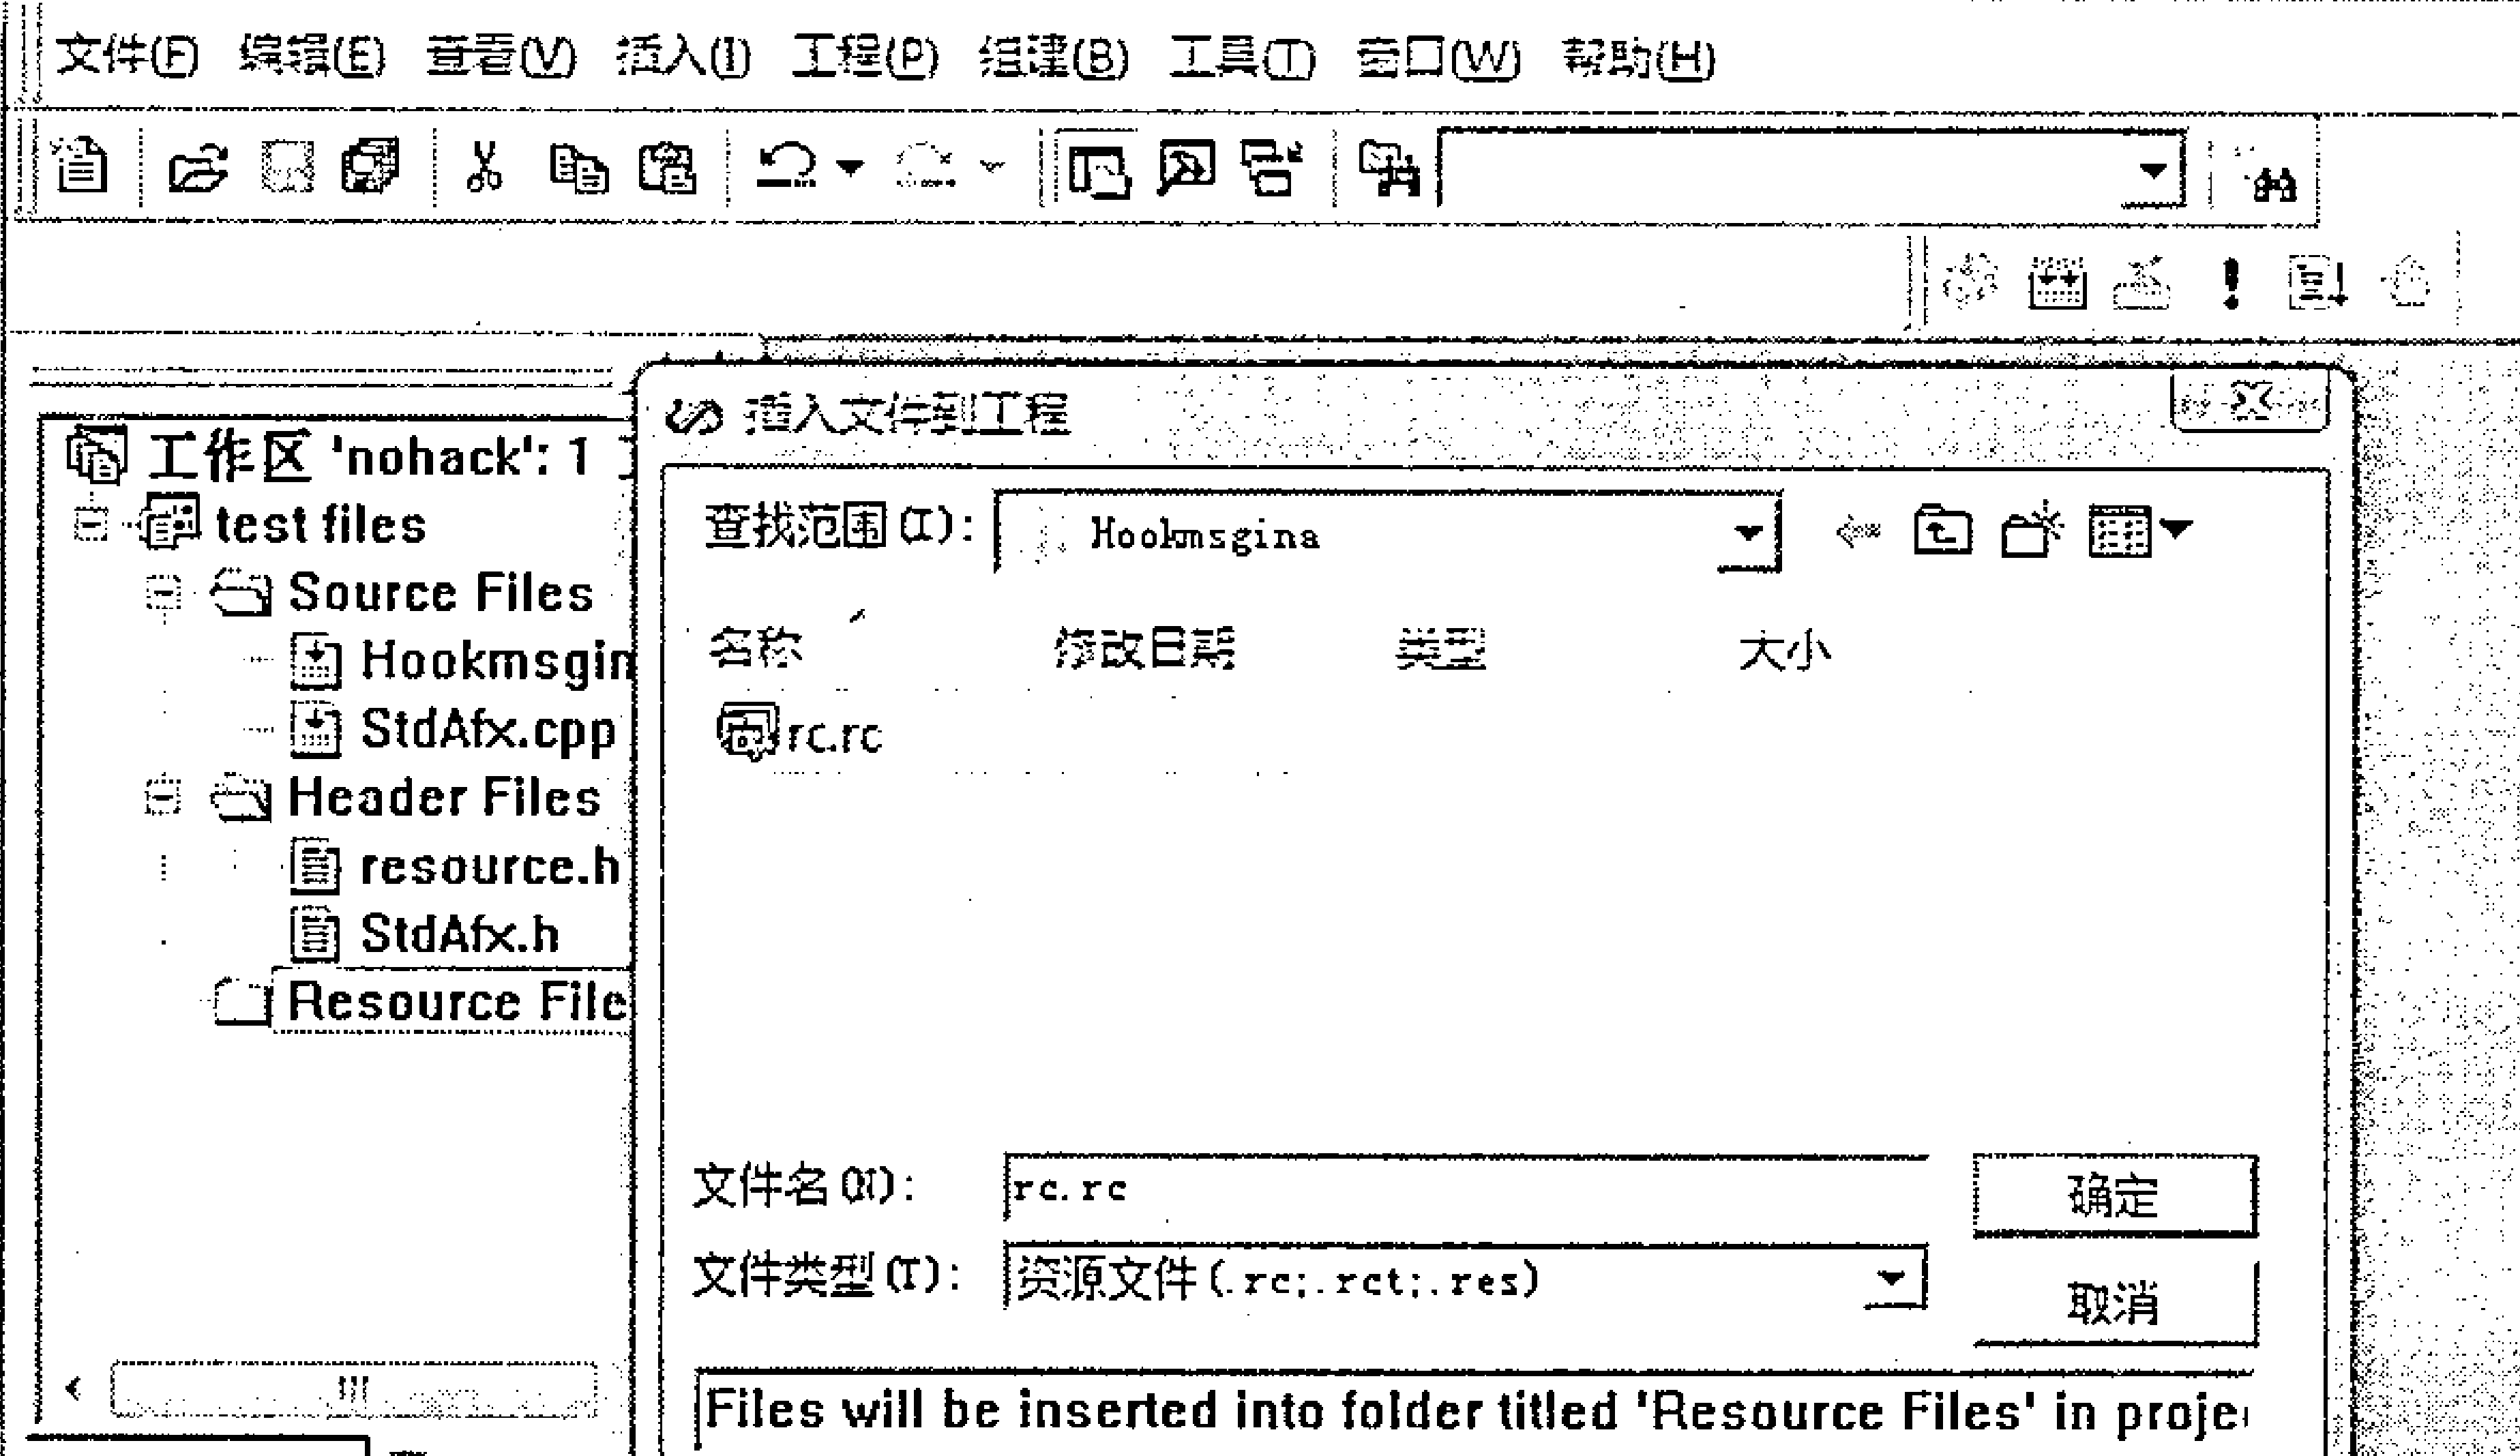 文件(F) 编辑(E) 查看(V) 插入(I) 工程(P) 组建(B) 工具(T) 窗口(W) 帮助(H)
插入文件到工程
工作区 'nohack': 1
test files
Source Files
Hookmsgin
StdAfx.cpp
Header Files
resource.h
StdAfx.h
Resource File
查找范围(I): Hookmsgina
名称 修改日期 类型 大小
rc.rc
文件名(N): rc.rc
确定
文件类型(T): 资源文件(.rc;.rct;.res)
取消
Files will be inserted into folder titled 'Resource Files' in proje